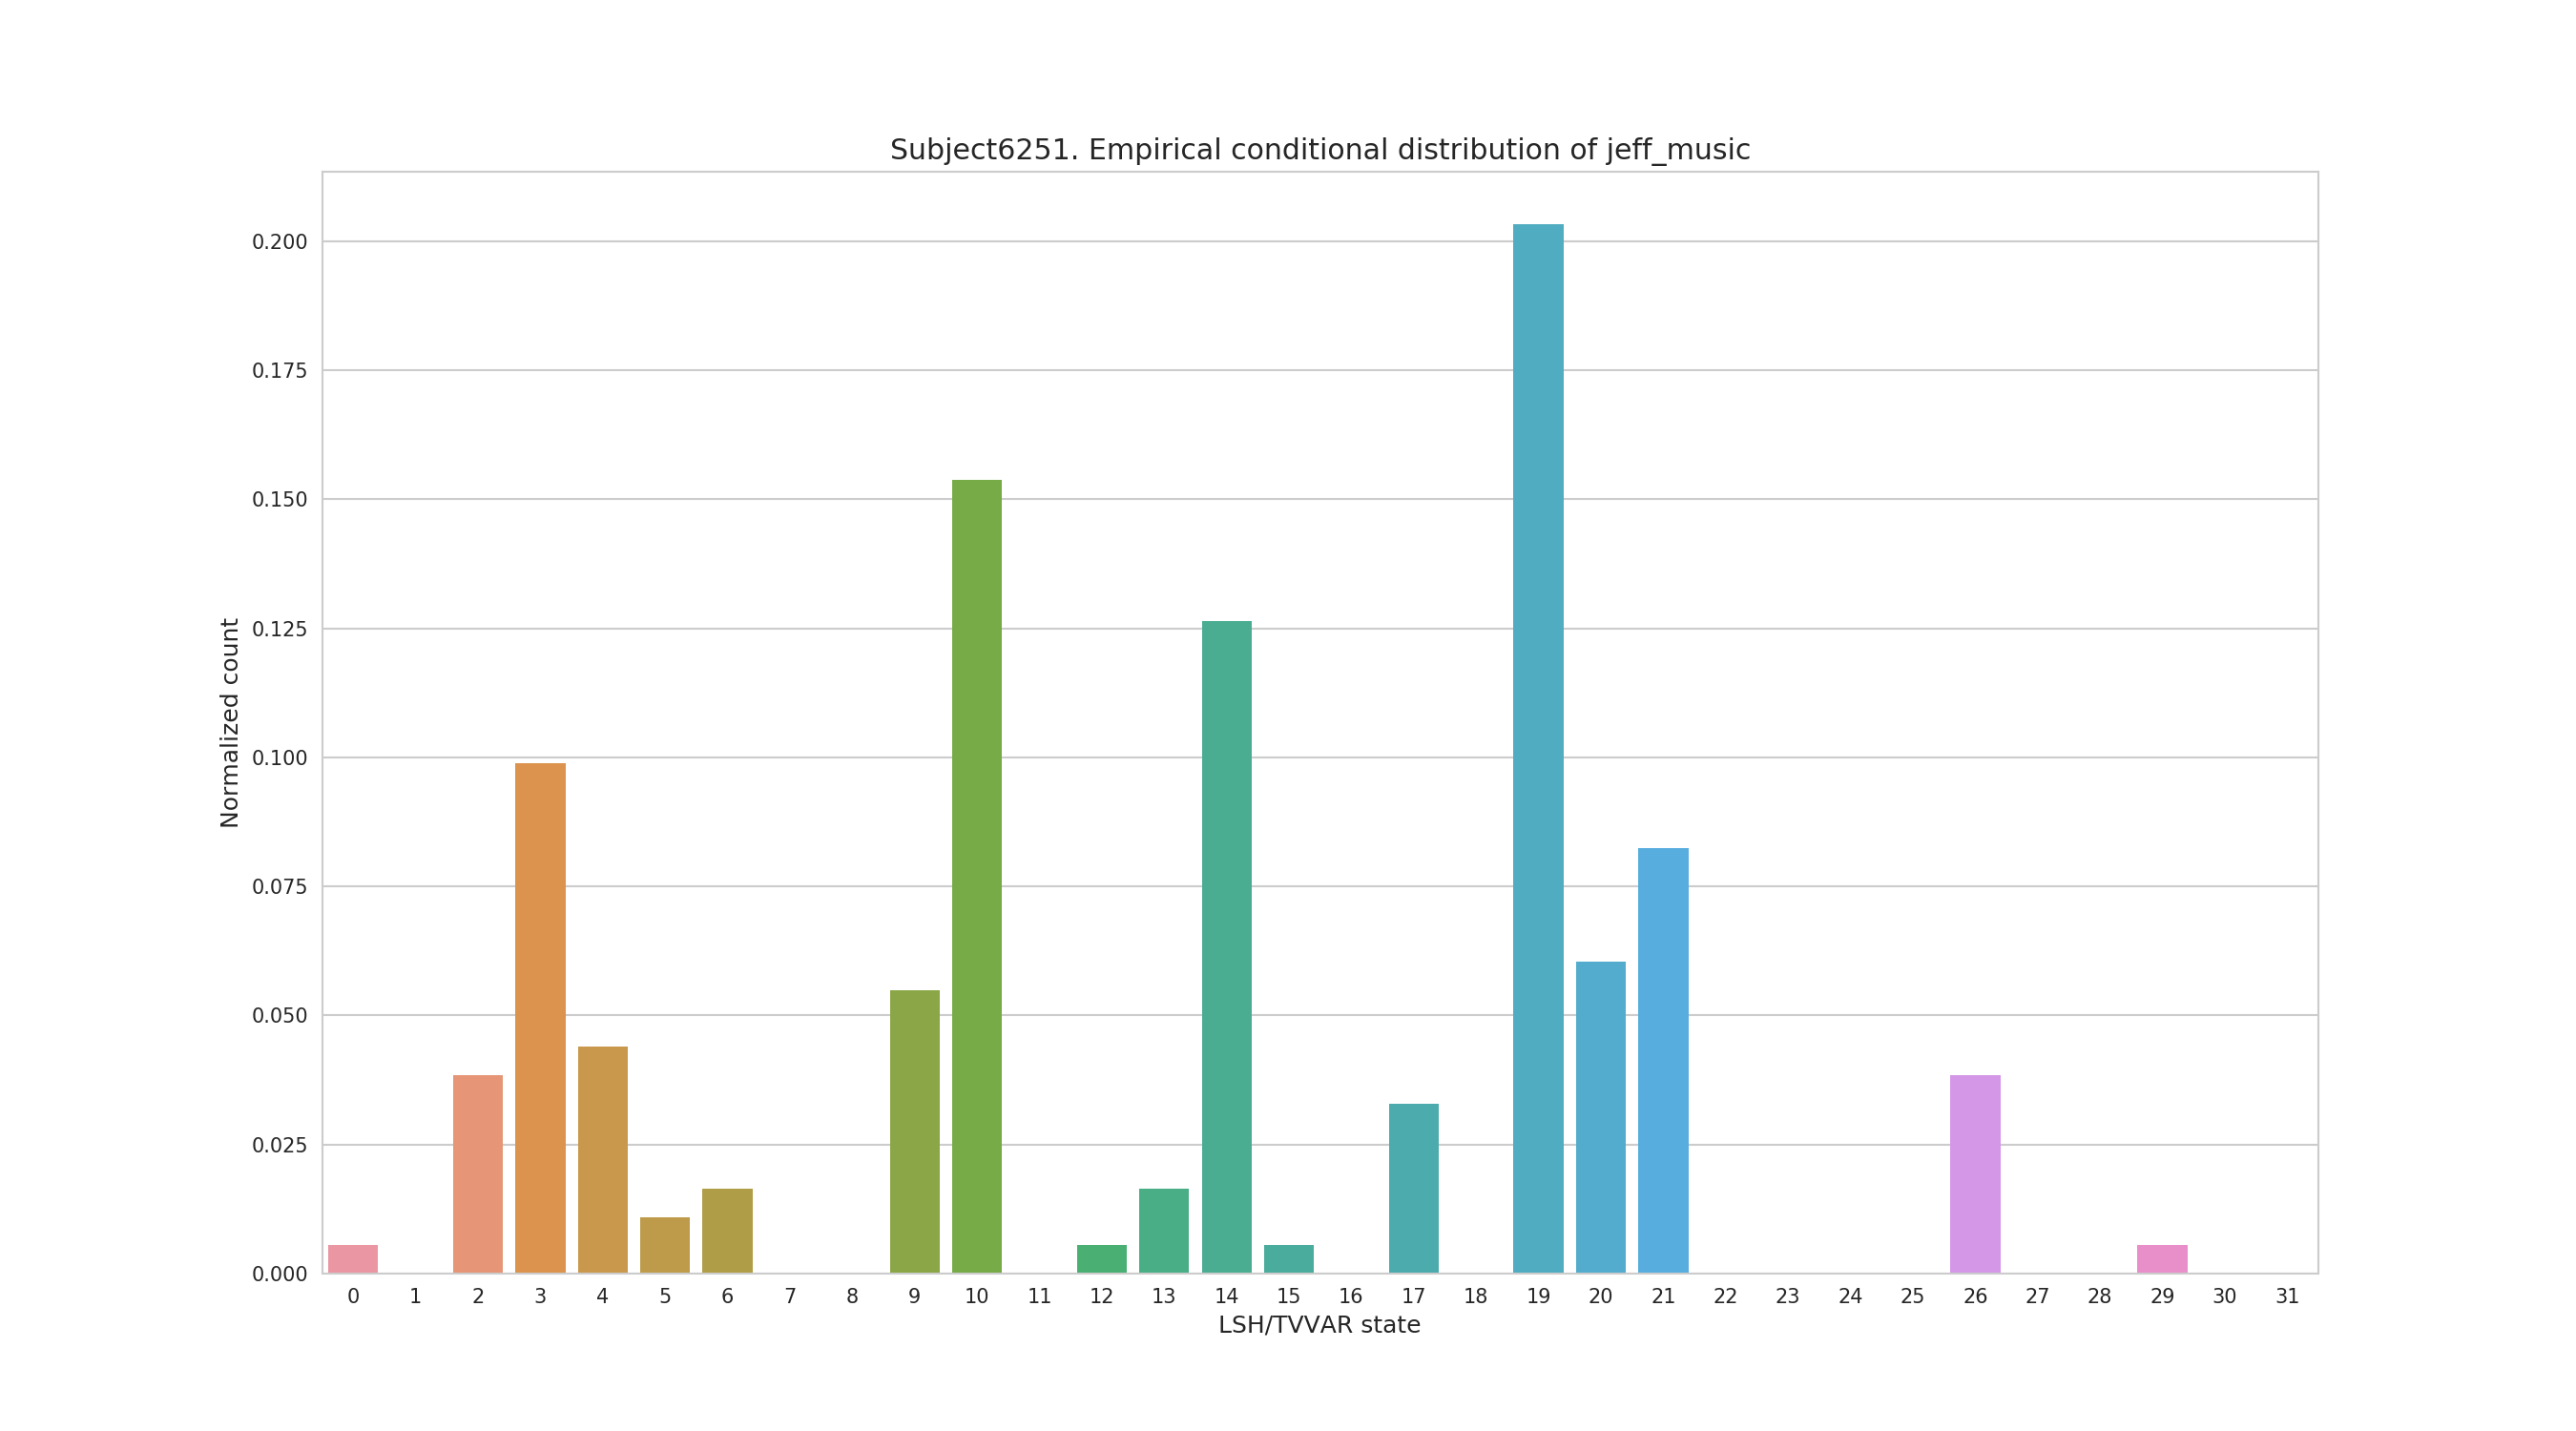 Subject6251. Empirical conditional distribution of jeff_music
0.200
0.175
0.150
0.125
0.100
0.075
0.050
0.025
0.000
Normalized count
0 1 2 3 4 5 6 7 8 9 10 11 12 13 14 15 16 17 18 19 20 21 22 23 24 25 26 27 28 29 30 31
LSH/TVVAR state